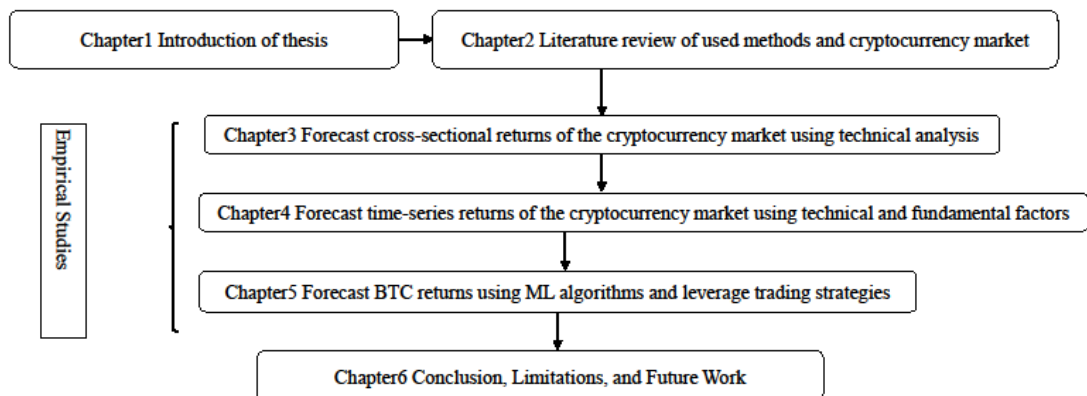 Chapter1 Introduction of thesis
Chapter2 Literature review of used methods and cryptocurrency market
Empirical Studies
Chapter3 Forecast cross-sectional returns of the cryptocurrency market using technical analysis
Chapter4 Forecast time-series returns of the cryptocurrency market using technical and fundamental factors
Chapter5 Forecast BTC returns using ML algorithms and leverage trading strategies
Chapter6 Conclusion, Limitations, and Future Work